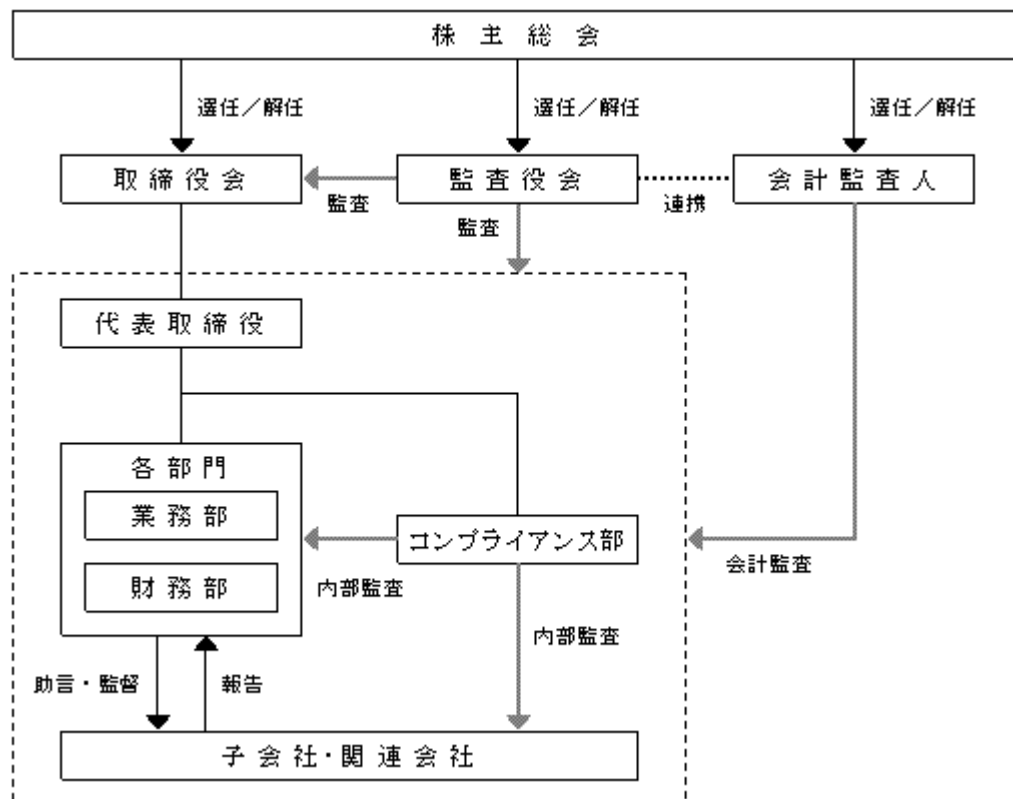 株主総会
選任／解任
選任／解任
選任／解任
取締役会
監査役会
会計監査人
監査
連携
監査
代表取締役
各部門
業務部
コンプライアンス部
会計監査
財務部
内部監査
内部監査
助言・監督
報告
子会社・関連会社